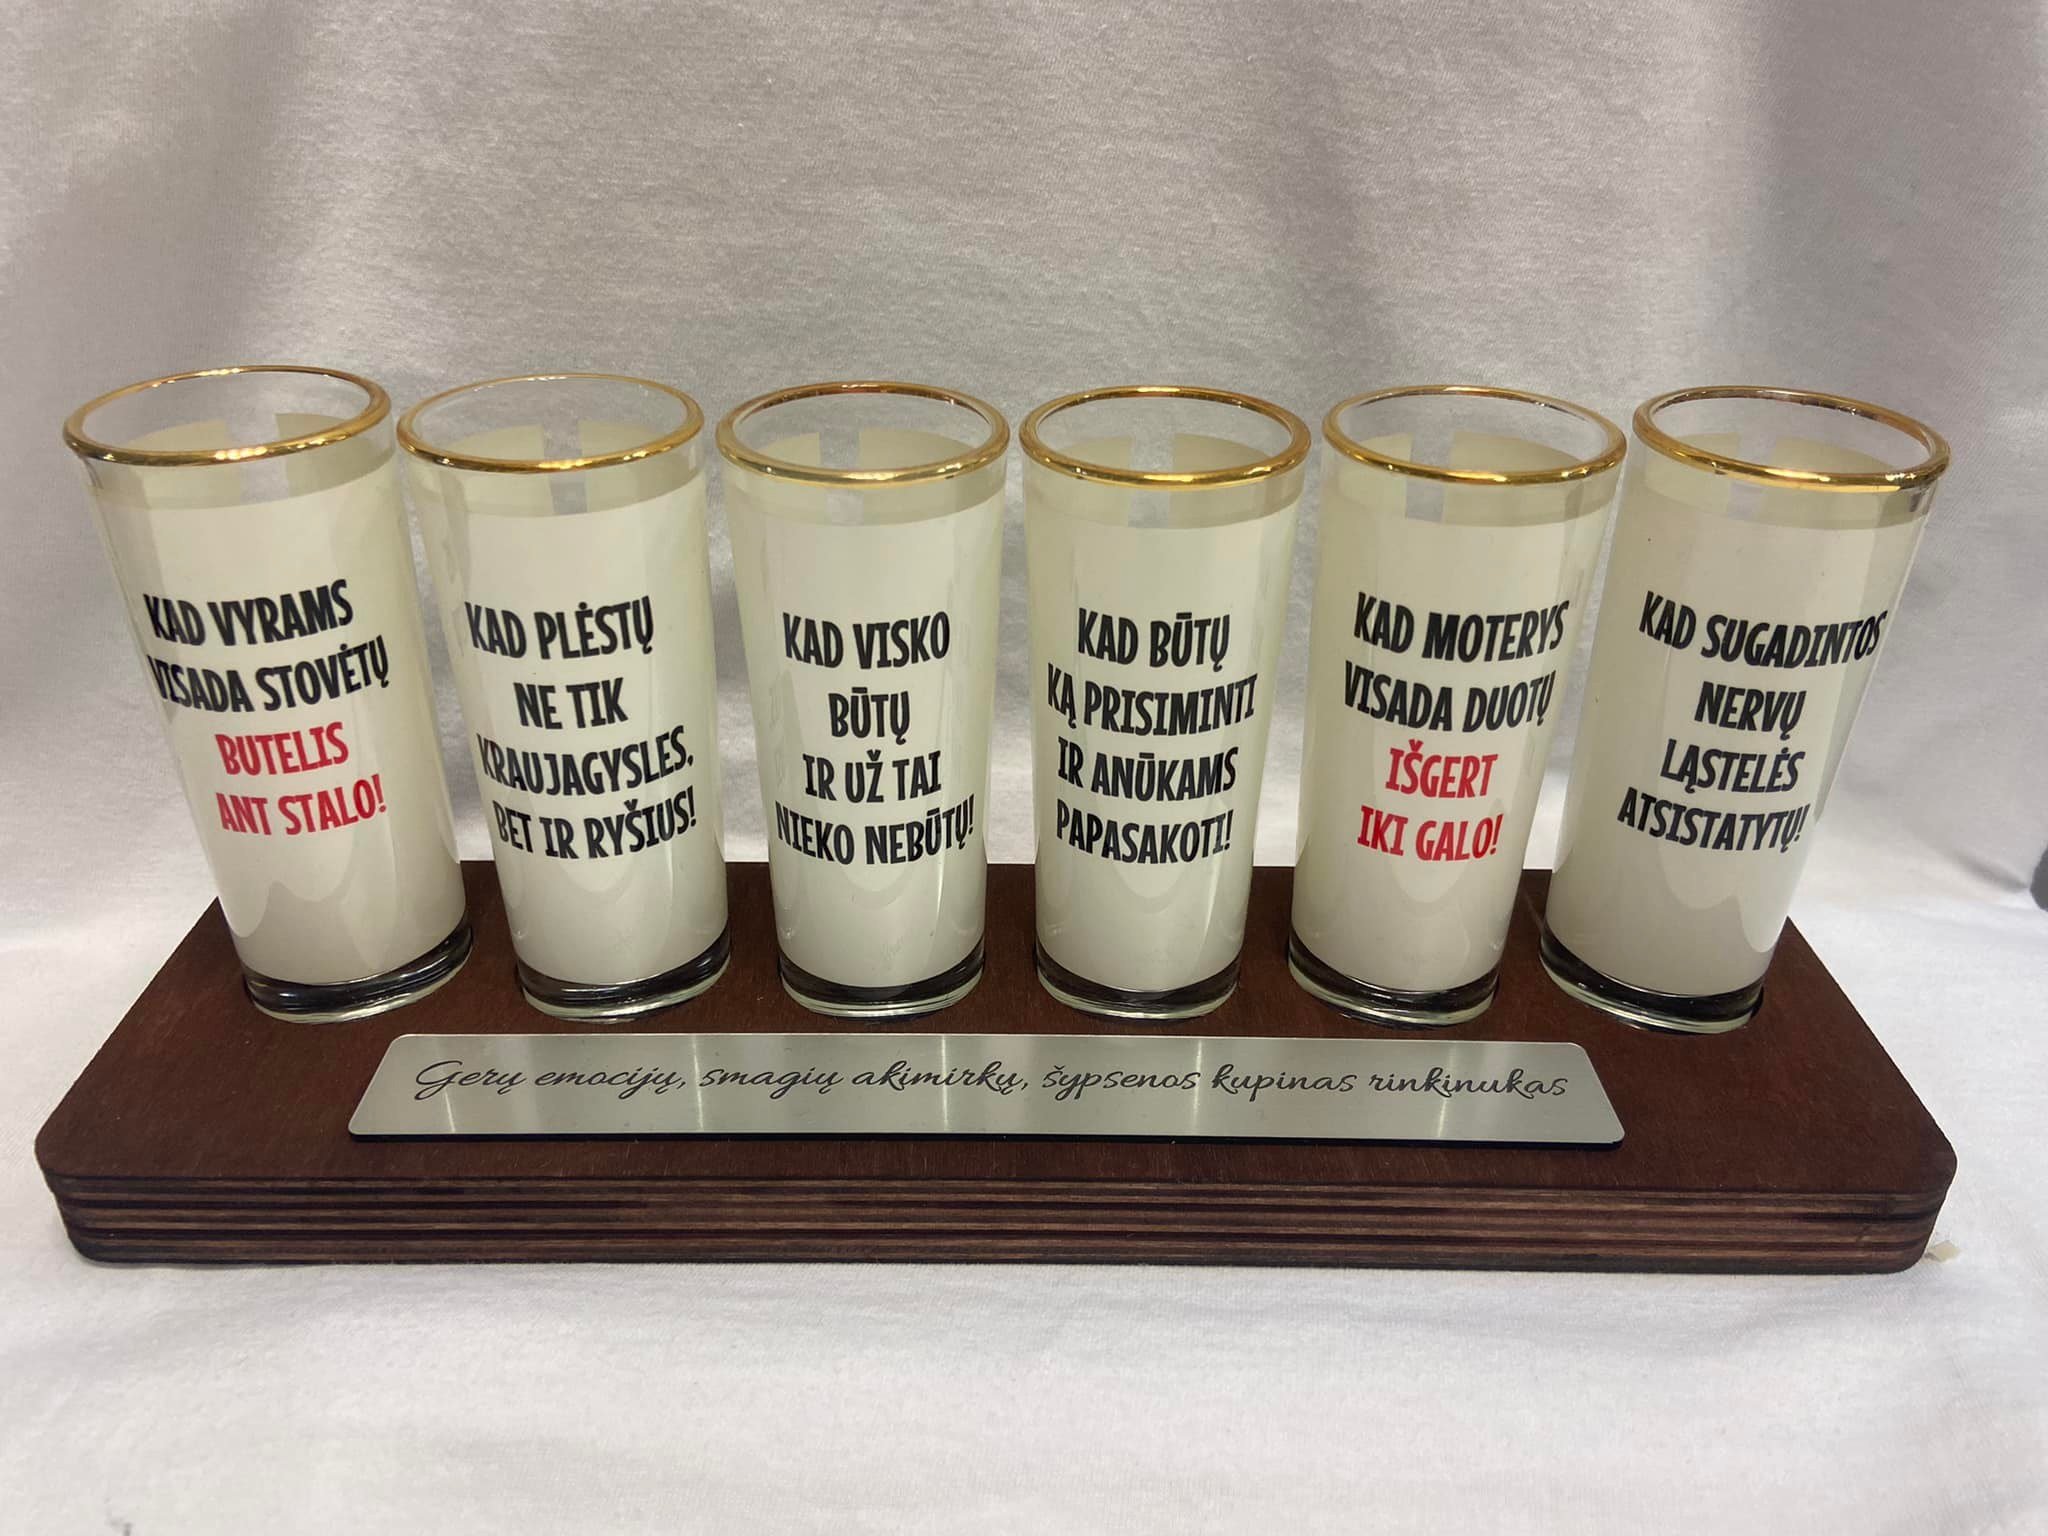 KAD VYRAMS
VISADA STOVĖTŲ
BUTELIS
ANT STALO!
KAD PLĖSTŲ
NE TIK
KRAUJAGYSLES,
BET IR RYŠIUS!
KAD VISKO
BŪTŲ
IR UŽ TAI
NIEKO NEBŪTŲ!
KAD BŪTŲ
KĄ PRISIMINTI
IR ANŪKAMS
PAPASAKOTI!
KAD MOTERYS
VISADA DUOTŲ
IŠGERT
IKI GALO!
KAD SUGADINTOS
NERVŲ
LĄSTELĖS
ATSISTATYTŲ!
Gerų emocijų, smagių akimirkų, šypsenos kupinas rinkinukas